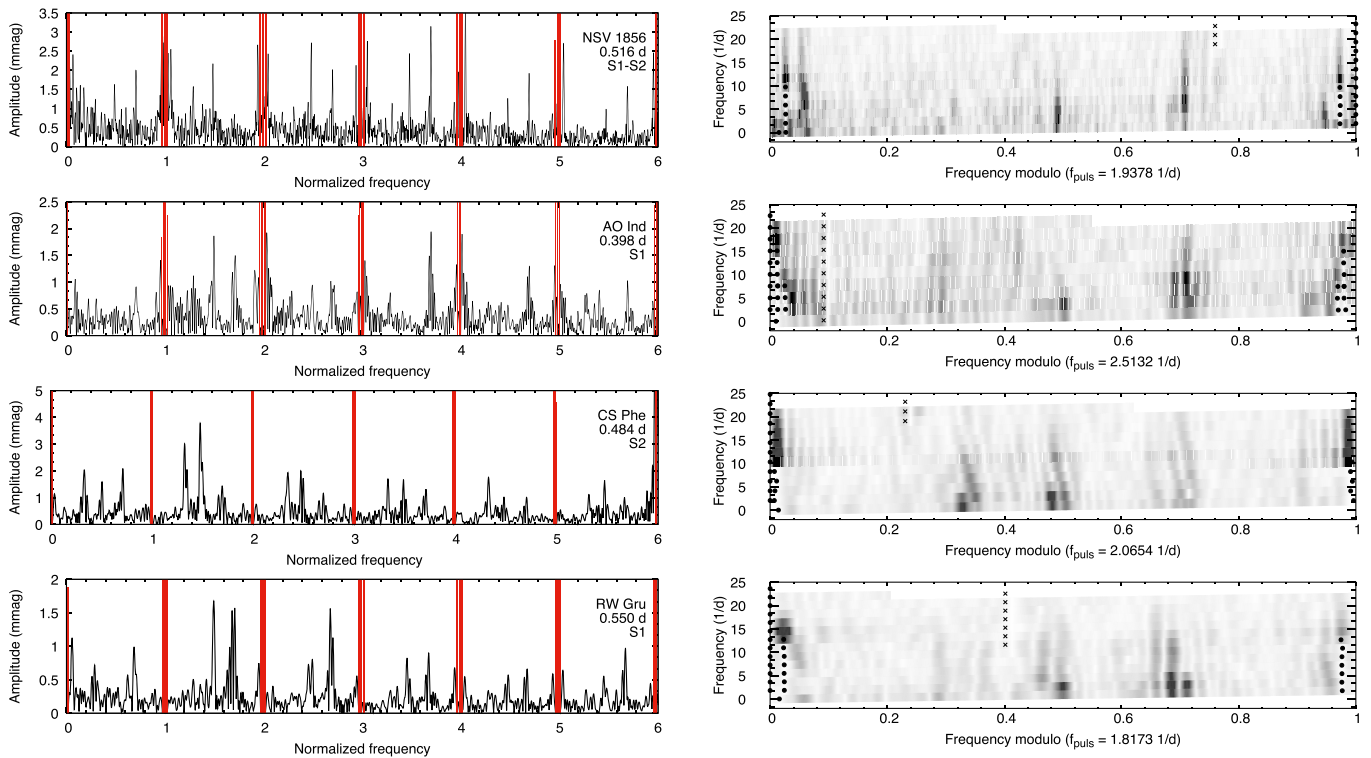 Amplitude (mmag)
3.5
3
2.5
2
1.5
1
0.5
0
NSV 1856
0.516 d
S1-S2
0 1 2 3 4 5 6
Normalized frequency
Frequency (1/d)
25
20
15
10
5
0
0 0.2 0.4 0.6 0.8 1
Frequency modulo (fpuls = 1.9378 1/d)
Amplitude (mmag)
2.5
2
1.5
1
0.5
0
AO Ind
0.398 d
S1
0 1 2 3 4 5 6
Normalized frequency
Frequency (1/d)
25
20
15
10
5
0
0 0.2 0.4 0.6 0.8 1
Frequency modulo (fpuls = 2.5132 1/d)
Amplitude (mmag)
5
4
3
2
1
0
CS Phe
0.484 d
S2
0 1 2 3 4 5 6
Normalized frequency
Frequency (1/d)
25
20
15
10
5
0
0 0.2 0.4 0.6 0.8 1
Frequency modulo (fpuls = 2.0654 1/d)
Amplitude (mmag)
2
1.5
1
0.5
0
RW Gru
0.550 d
S1
0 1 2 3 4 5 6
Normalized frequency
Frequency (1/d)
25
20
15
10
5
0
0 0.2 0.4 0.6 0.8 1
Frequency modulo (fpuls = 1.8173 1/d)